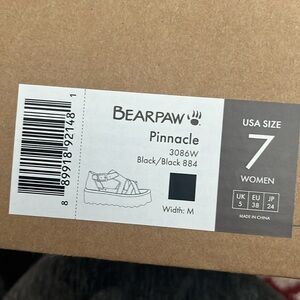 8 89918 92148 1
BEARPAW
Pinnacle
3086W
Black/Black 884
Width: M
USA SIZE
7
WOMEN
UK EU JP
5 38 24
MADE IN CHINA